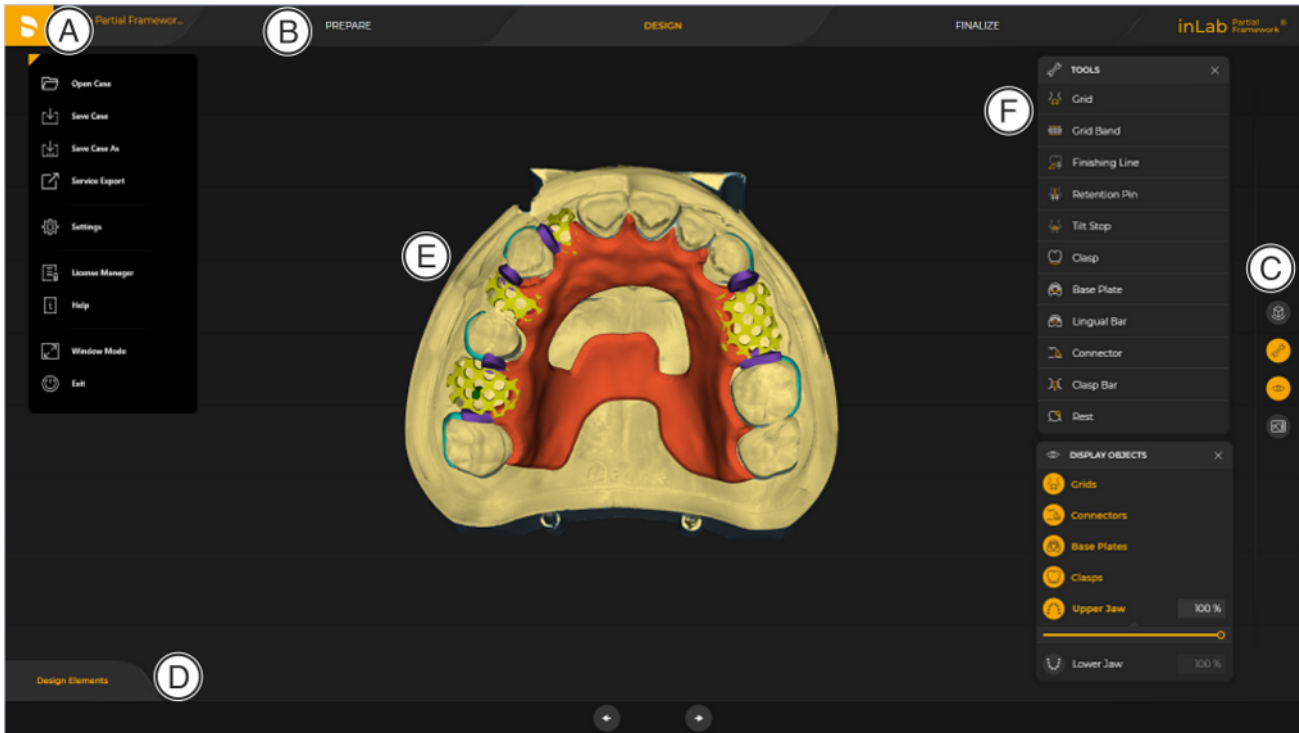 A
Partial Framewor...
B
PREPARE
DESIGN
FINALIZE
inLab Partial Framework®
Open Case
Save Case
Save Case As
Service Export
Settings
License Manager
Help
Window Mode
Exit
E
TOOLS
F
Grid
Grid Band
Finishing Line
Retention Pin
Tilt Stop
Clasp
Base Plate
Lingual Bar
Connector
Clasp Bar
Rest
C
DISPLAY OBJECTS
Grids
Connectors
Base Plates
Clasps
Upper Jaw 100 %
Lower Jaw 100 %
Design Elements
D